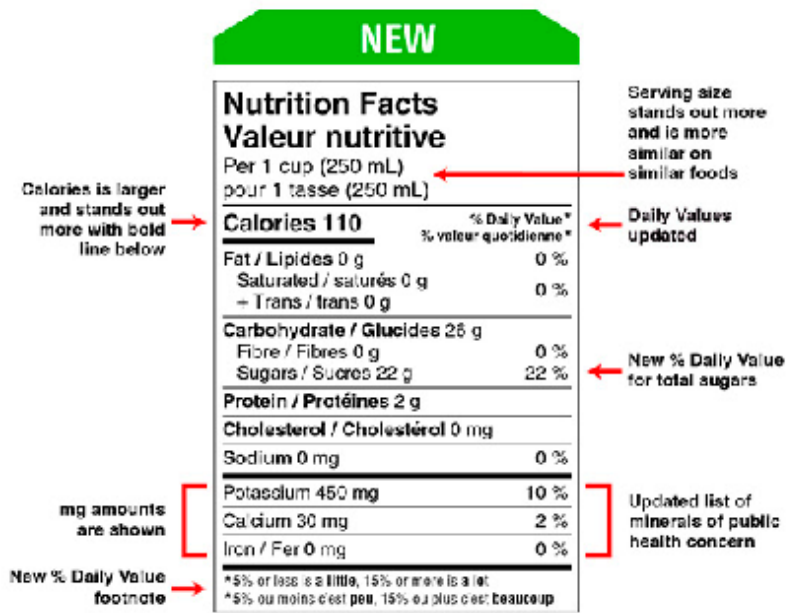 NEW
Nutrition Facts
Valeur nutritive
Per 1 cup (250 mL)
pour 1 tasse (250 mL)
Calories 110
% Daily Value*
% valeur quotidienne*
Fat / Lipides 0 g 0 %
Saturated / saturés 0 g
+ Trans / trans 0 g
0 %
Carbohydrate / Glucides 26 g
Fibre / Fibres 0 g 0 %
Sugars / Sucres 22 g 22 %
Protein / Protéines 2 g
Cholesterol / Cholestérol 0 mg
Sodium 0 mg 0 %
Potassium 450 mg 10 %
Calcium 30 mg 2 %
Iron / Fer 0 mg 0 %
*5% or less is a little, 15% or more is a lot
*5% ou moins c'est peu, 15% ou plus c'est beaucoup
Calories is larger
and stands out
more with bold
line below
mg amounts
are shown
New % Daily Value
footnote
Serving size
stands out more
and is more
similar on
similar foods
Daily Values
updated
New % Daily Value
for total sugars
Updated list of
minerals of public
health concern